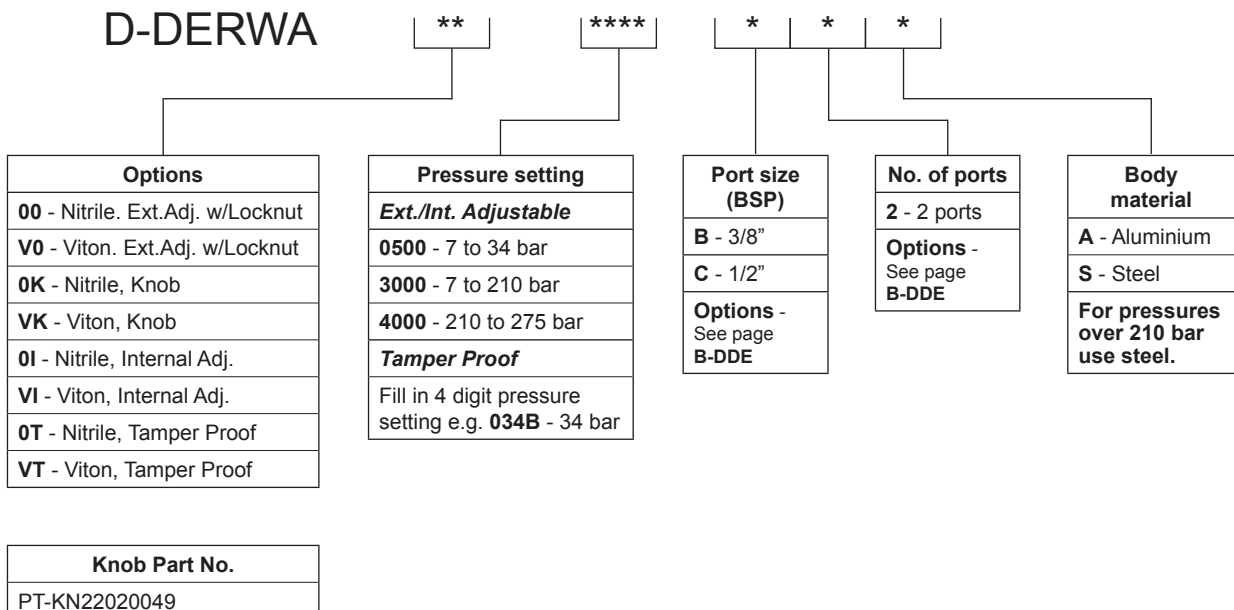 D-DERWA ** **** * * *
Options
00 - Nitrile. Ext.Adj. w/Locknut
V0 - Viton. Ext.Adj. w/Locknut
0K - Nitrile, Knob
VK - Viton, Knob
0I - Nitrile, Internal Adj.
VI - Viton, Internal Adj.
0T - Nitrile, Tamper Proof
VT - Viton, Tamper Proof
Pressure setting
Ext./Int. Adjustable
0500 - 7 to 34 bar
3000 - 7 to 210 bar
4000 - 210 to 275 bar
Tamper Proof
Fill in 4 digit pressure
setting e.g. 034B - 34 bar
Port size
(BSP)
B - 3/8”
C - 1/2”
Options -
See page
B-DDE
No. of ports
2 - 2 ports
Options -
See page
B-DDE
Body
material
A - Aluminium
S - Steel
For pressures
over 210 bar
use steel.
Knob Part No.
PT-KN22020049